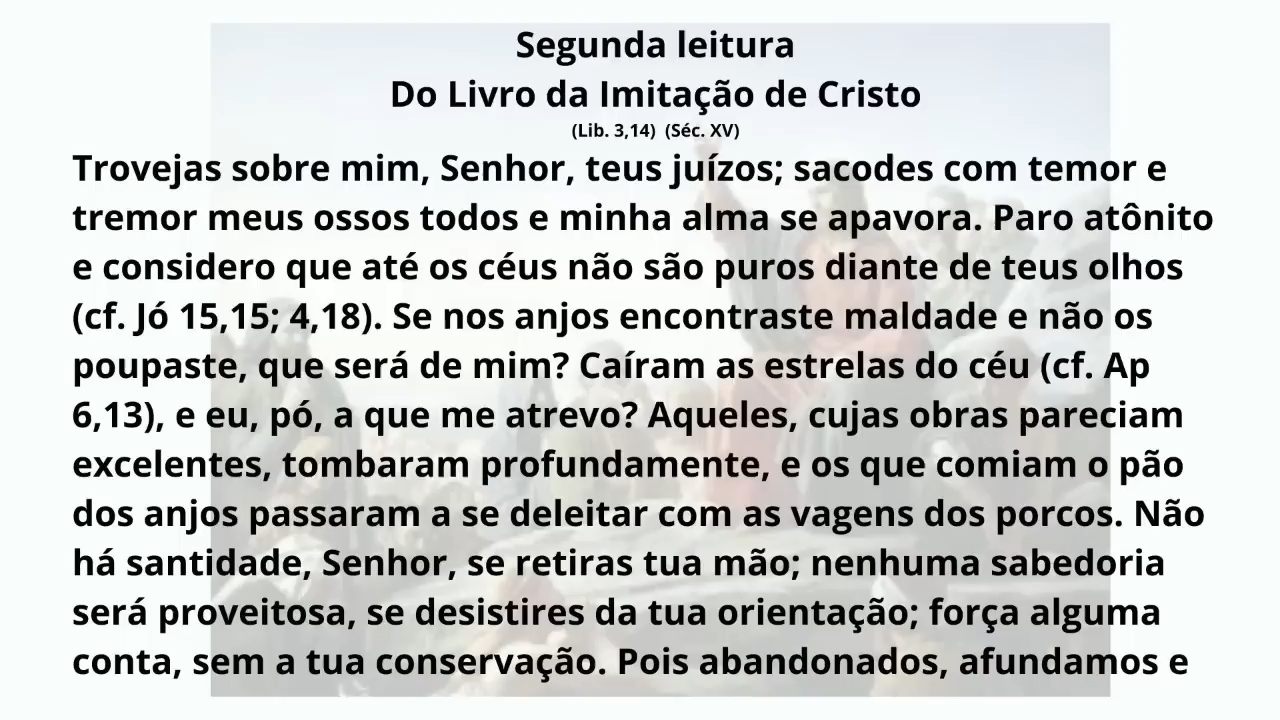 Segunda leitura
Do Livro da Imitação de Cristo
(Lib. 3,14) (Séc. XV)
Trovejas sobre mim, Senhor, teus juízos; sacodes com temor e
tremor meus ossos todos e minha alma se apavora. Paro atônito
e considero que até os céus não são puros diante de teus olhos
(cf. Jó 15,15; 4,18). Se nos anjos encontraste maldade e não os
poupaste, que será de mim? Caíram as estrelas do céu (cf. Ap
6,13), e eu, pó, a que me atrevo? Aqueles, cujas obras pareciam
excelentes, tombaram profundamente, e os que comiam o pão
dos anjos passaram a se deleitar com as vagens dos porcos. Não
há santidade, Senhor, se retiras tua mão; nenhuma sabedoria
será proveitosa, se desistires da tua orientação; força alguma
conta, sem a tua conservação. Pois abandonados, afundamos e